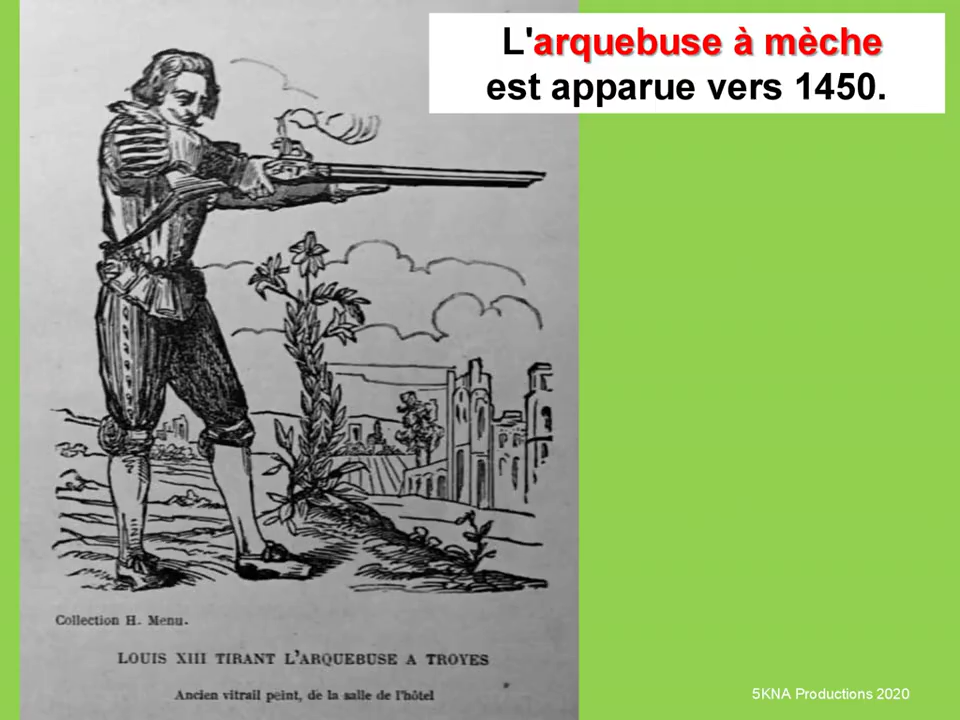 L'arquebuse à mèche
est apparue vers 1450.
Collection H. Menu.
LOUIS XIII TIRANT L'ARQUEBUSE A TROYES
Ancien vitrail peint, de la salle de l'hôtel
5KNA Productions 2020